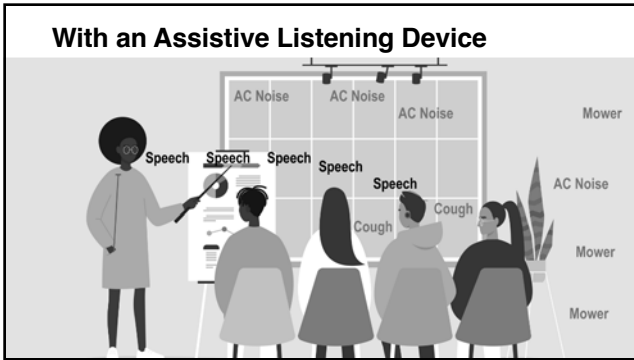 With an Assistive Listening Device
AC Noise AC Noise
AC Noise Mower
Speech Speech Speech
Speech
Speech AC Noise
Cough
Cough
Mower
Mower